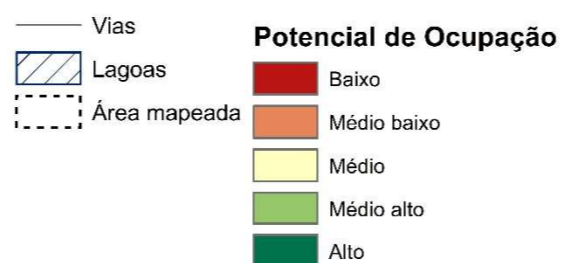 Vias
Lagoas
Área mapeada
Potencial de Ocupação
Baixo
Médio baixo
Médio
Médio alto
Alto